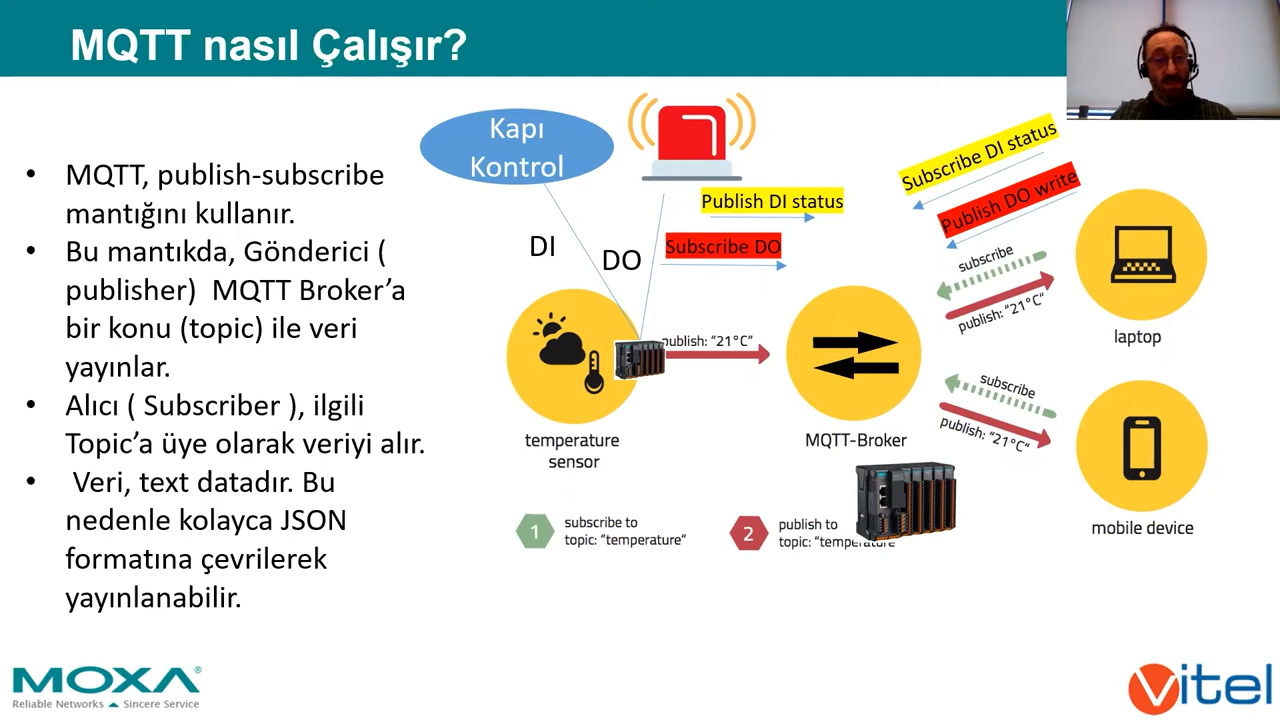 MQTT nasıl Çalışır?
• MQTT, publish-subscribe
mantığını kullanır.
• Bu mantıkda, Gönderici (
publisher) MQTT Broker’a
bir konu (topic) ile veri
yayınlar.
• Alıcı ( Subscriber ), ilgili
Topic’a üye olarak veriyi alır.
• Veri, text datadır. Bu
nedenle kolayca JSON
formatına çevrilerek
yayınlanabilir.
Kapı
Kontrol
DI
DO
Publish DI status
Subscribe DO
Subscribe DI status
Publish DO write
subscribe
publish: “21°C”
laptop
publish: “21°C”
temperature
sensor
MQTT-Broker
subscribe
publish: “21°C”
mobile device
1
subscribe to
topic: “temperature”
2
publish to
topic: “temperature
MOXA®
Reliable Networks ▲ Sincere Service
Vitel